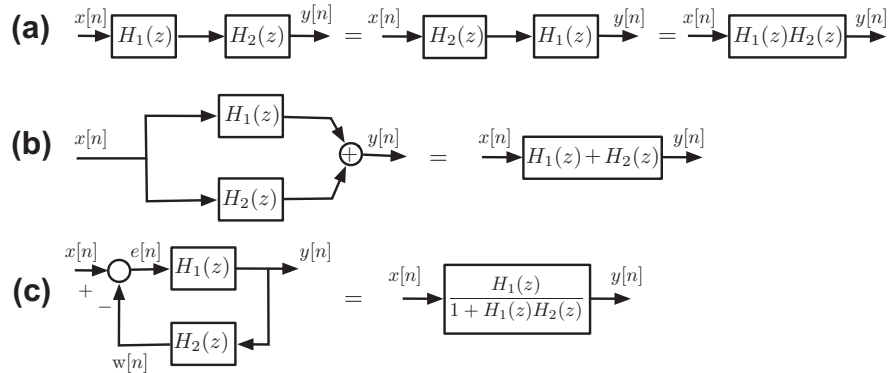 (a) x[n] H₁(z) H₂(z) y[n] = x[n] H₂(z) H₁(z) y[n] = x[n] H₁(z)H₂(z) y[n]
(b) x[n] H₁(z) H₂(z) + y[n] = x[n] H₁(z)+H₂(z) y[n]
(c) x[n] + − e[n] H₁(z) y[n] H₂(z) w[n] = x[n] H₁(z) / 1+H₁(z)H₂(z) y[n]